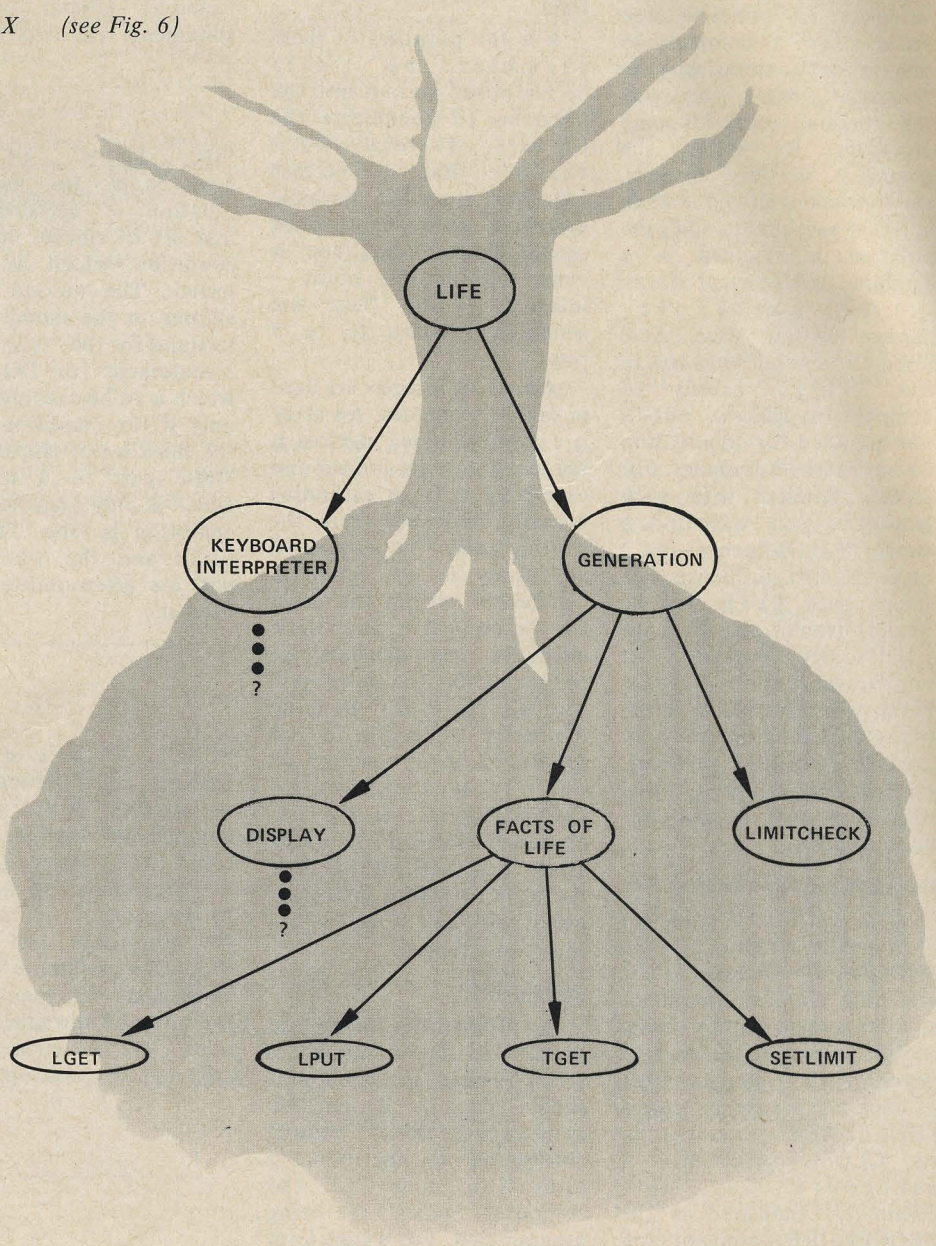 X (see Fig. 6)
LIFE
KEYBOARD
INTERPRETER
GENERATION
?
DISPLAY
FACTS OF
LIFE
LIMITCHECK
?
LGET
LPUT
TGET
SETLIMIT